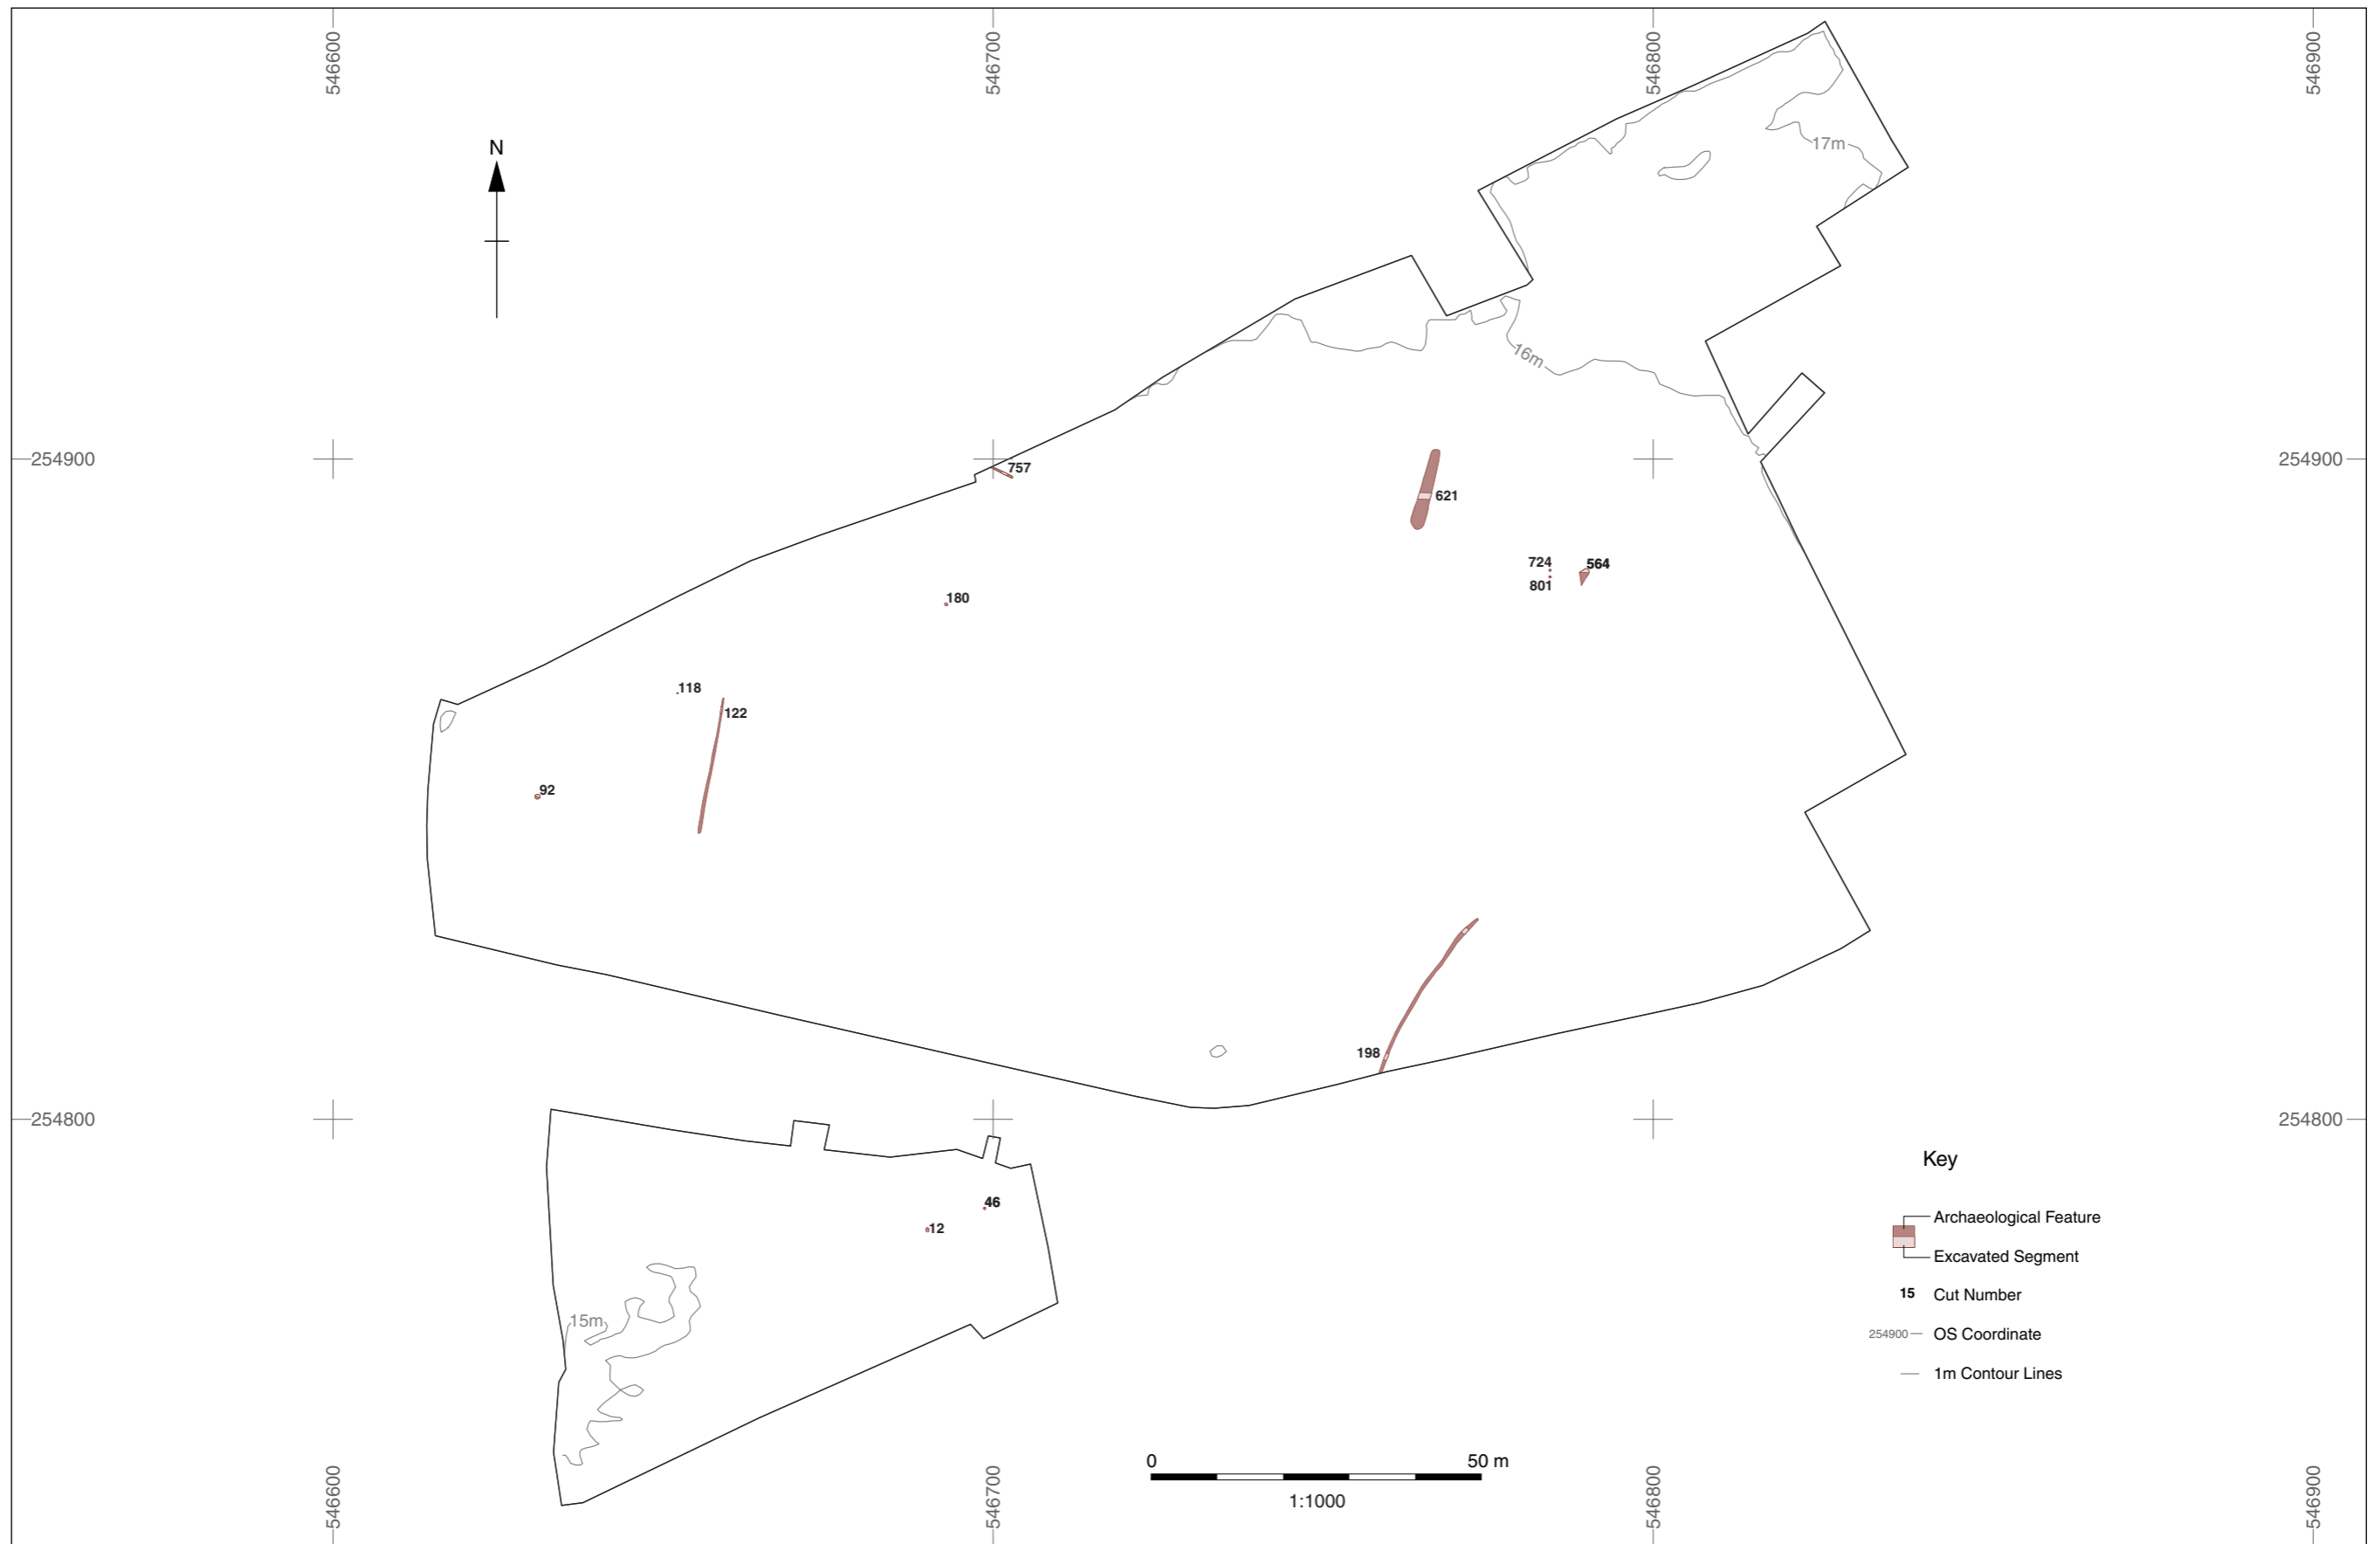 546600
546700
546800
546900
N
17m
16m
254900
254900
757
621
724
564
801
180
118
122
92
198
254800
254800
Key
46
12
Archaeological Feature
Excavated Segment
15 Cut Number
254900 OS Coordinate
1m Contour Lines
15m
0 50 m
1:1000
546600
546700
546800
546900